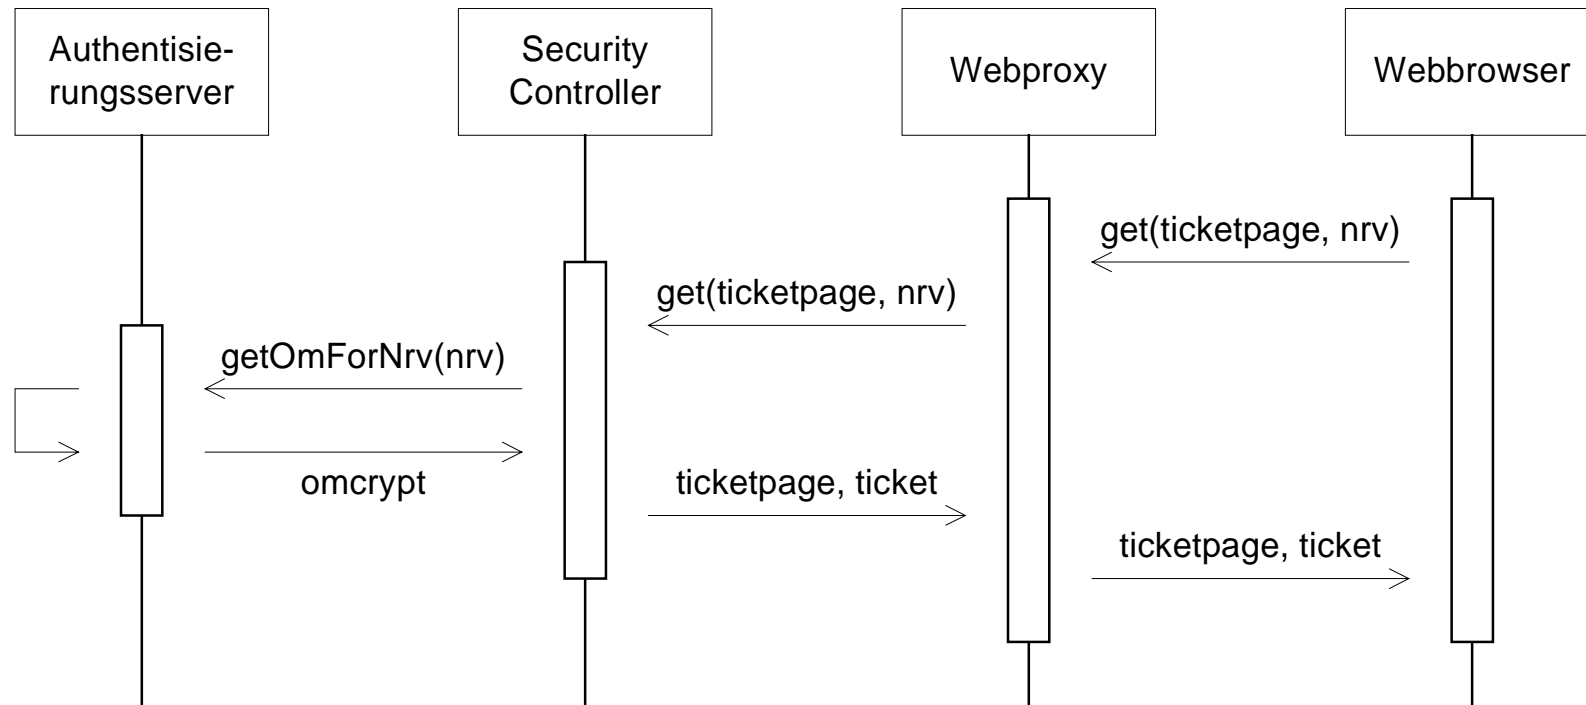 Authentisie-
rungsserver
Security
Controller
Webproxy
Webbrowser
get(ticketpage, nrv)
get(ticketpage, nrv)
getOmForNrv(nrv)
omcrypt
ticketpage, ticket
ticketpage, ticket